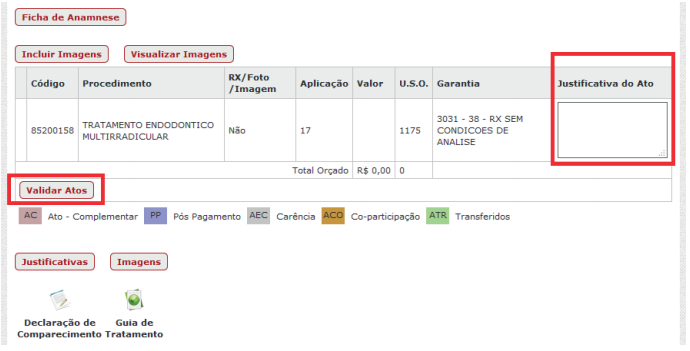 Ficha de Anamnese
Incluir Imagens Visualizar Imagens
Código Procedimento RX/Foto /Imagem Aplicação Valor U.S.O. Garantia Justificativa do Ato
85200158 TRATAMENTO ENDODONTICO MULTIRRADICULAR Não 17 1175 3031 - 38 - RX SEM CONDICOES DE ANALISE
Total Orçado R$ 0,00 0
Validar Atos
AC Ato - Complementar PP Pós Pagamento AEC Carência ACO Co-participação ATR Transferidos
Justificativas Imagens
Declaração de Comparecimento Guia de Tratamento